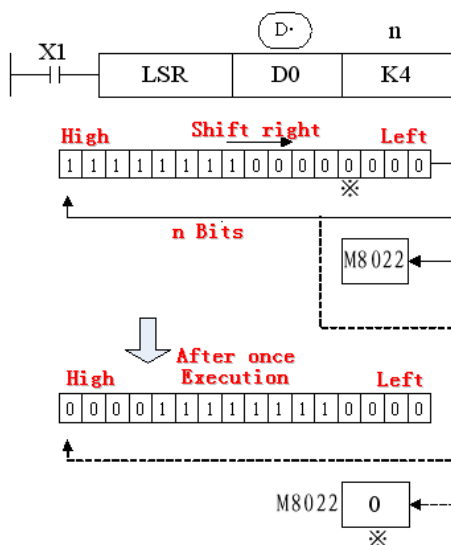 D· n
X1
LSR D0 K4
High Shift right Left
1 1 1 1 1 1 1 1 0 0 0 0 0 0 0 0
※
n Bits
M8022
After once
High Execution Left
0 0 0 0 1 1 1 1 1 1 1 1 0 0 0 0
M8022 0
※